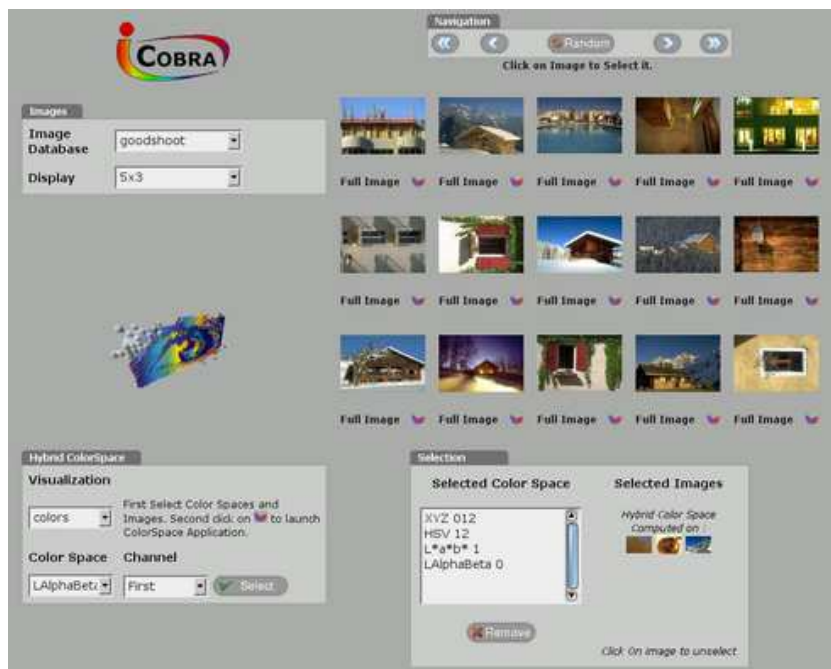 iCOBRA
Navigation
Random
Click on Image to Select it.
Images
Image Database
goodshoot
Display
5x3
Full Image Full Image Full Image Full Image Full Image
Full Image Full Image Full Image Full Image Full Image
Full Image Full Image Full Image Full Image Full Image
Hybrid ColorSpace
Visualization
colors
First Select Color Spaces and
Images. Second click on to launch
ColorSpace Application.
Color Space Channel
LAlphaBeta First Select
Selection
Selected Color Space Selected Images
XYZ 012
HSV 12
L*a*b* 1
LAlphaBeta 0
Hybrid Color Space
Computed on :
Remove
Click On image to unselect